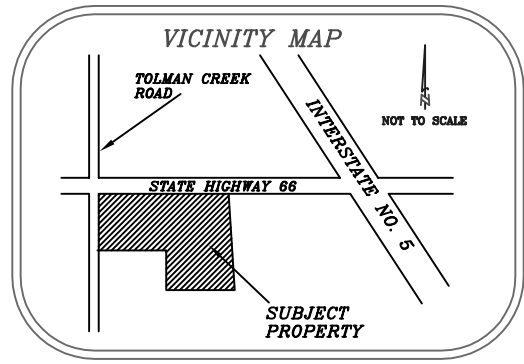 VICINITY MAP
TOLMAN CREEK
ROAD
INTERSTATE NO. 5
N
NOT TO SCALE
STATE HIGHWAY 66
SUBJECT
PROPERTY